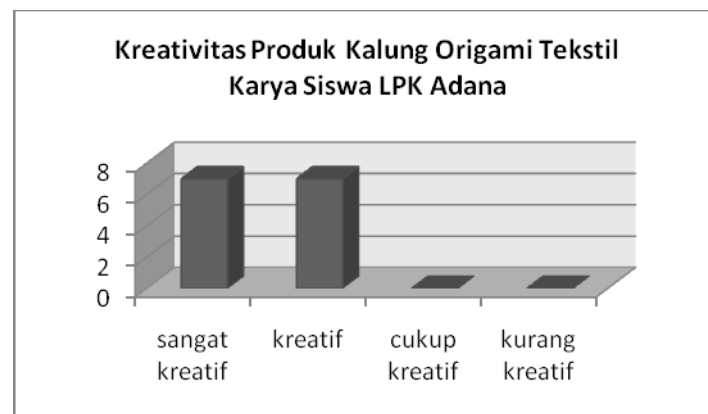 Kreativitas Produk Kalung Origami Tekstil
Karya Siswa LPK Adana
8
6
4
2
0
sangat kreatif
kreatif
cukup kreatif
kurang kreatif